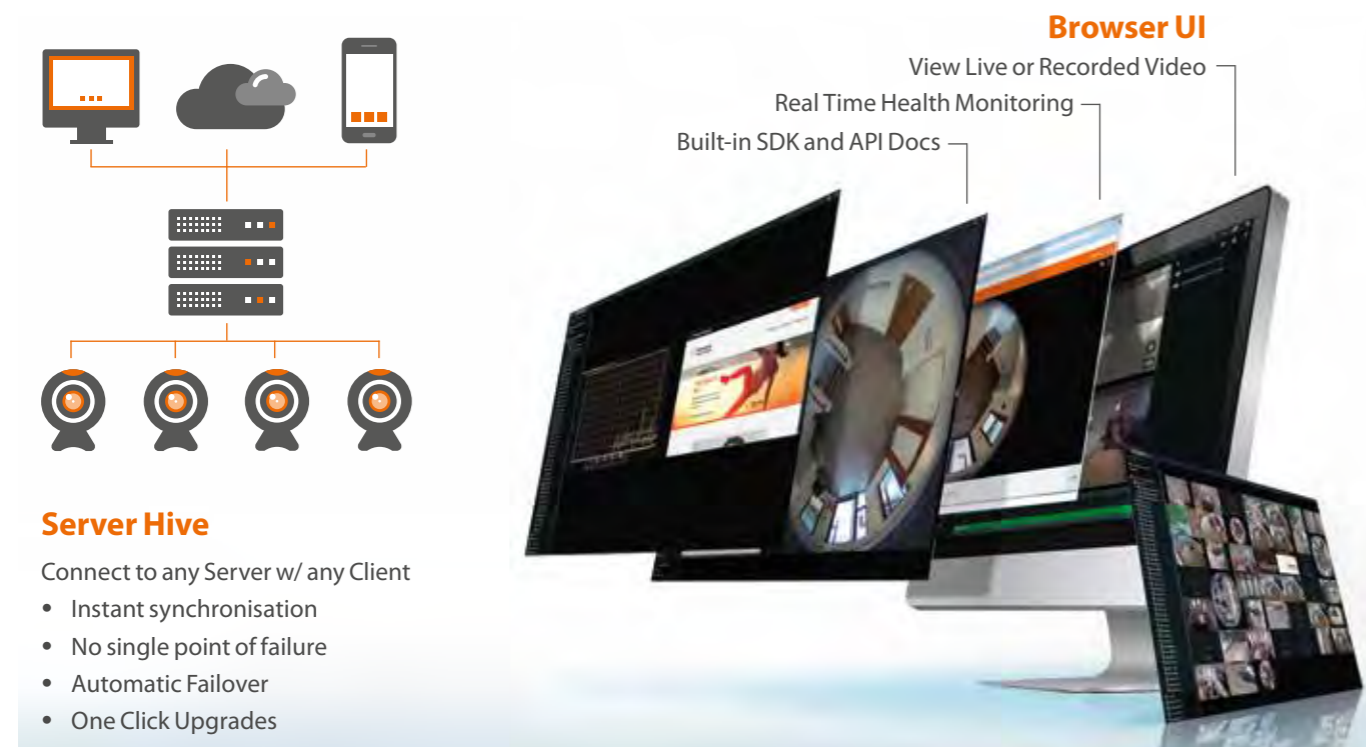 Browser UI
View Live or Recorded Video
Real Time Health Monitoring
Built-in SDK and API Docs
Server Hive
Connect to any Server w/ any Client
• Instant synchronisation
• No single point of failure
• Automatic Failover
• One Click Upgrades